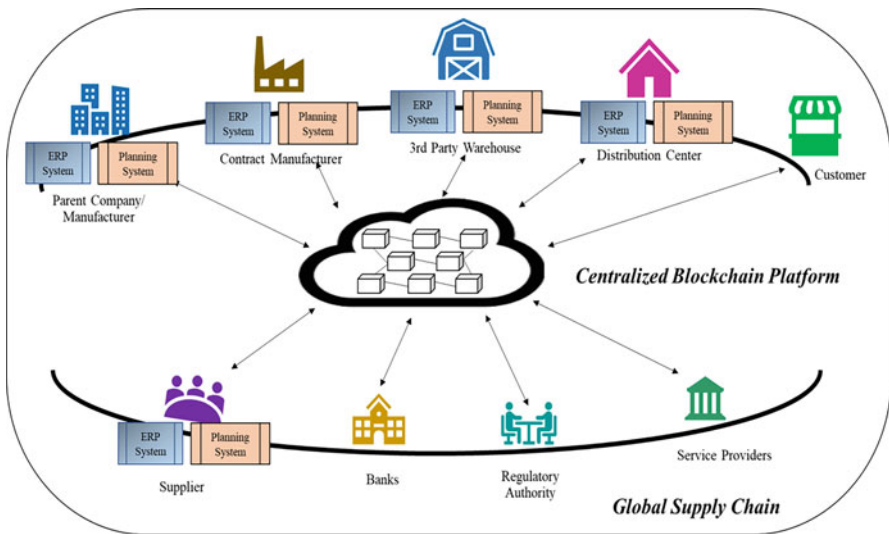 ERP
System
Planning
System
Parent Company/
Manufacturer
ERP
System
Planning
System
Contract Manufacturer
ERP
System
Planning
System
3rd Party Warehouse
ERP
System
Planning
System
Distribution Center
Customer
Centralized Blockchain Platform
ERP
System
Planning
System
Supplier
Banks
Regulatory
Authority
Service Providers
Global Supply Chain